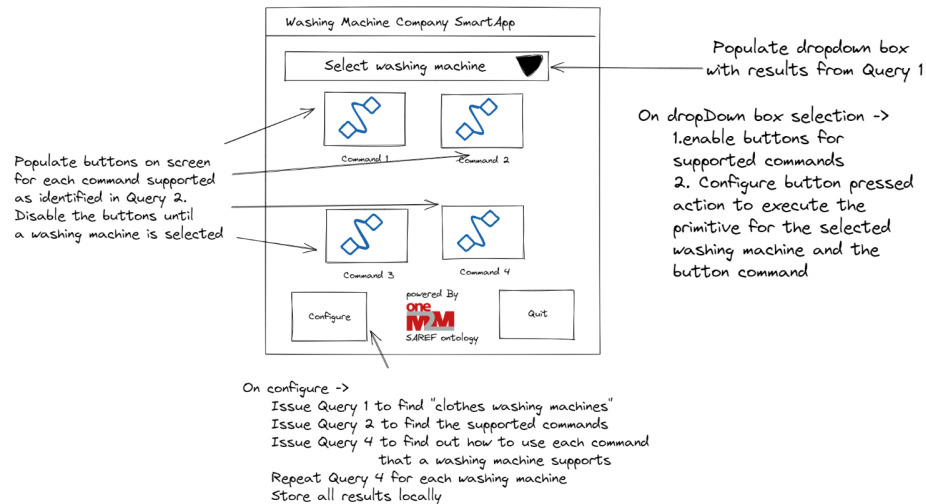 Washing Machine Company SmartApp
Select washing machine
Populate dropdown box
with results from Query 1
On dropDown box selection ->
1.enable buttons for
supported commands
2. Configure button pressed
action to execute the
primitive for the selected
washing machine and the
button command
Command 1
Command 2
Populate buttons on screen
for each command supported
as identified in Query 2.
Disable the buttons until
a washing machine is selected
Command 3
Command 4
Configure
powered By
one
M2M
SAREF ontology
Quit
On configure ->
Issue Query 1 to find "clothes washing machines"
Issue Query 2 to find the supported commands
Issue Query 4 to find out how to use each command
that a washing machine supports
Repeat Query 4 for each washing machine
Store all results locally